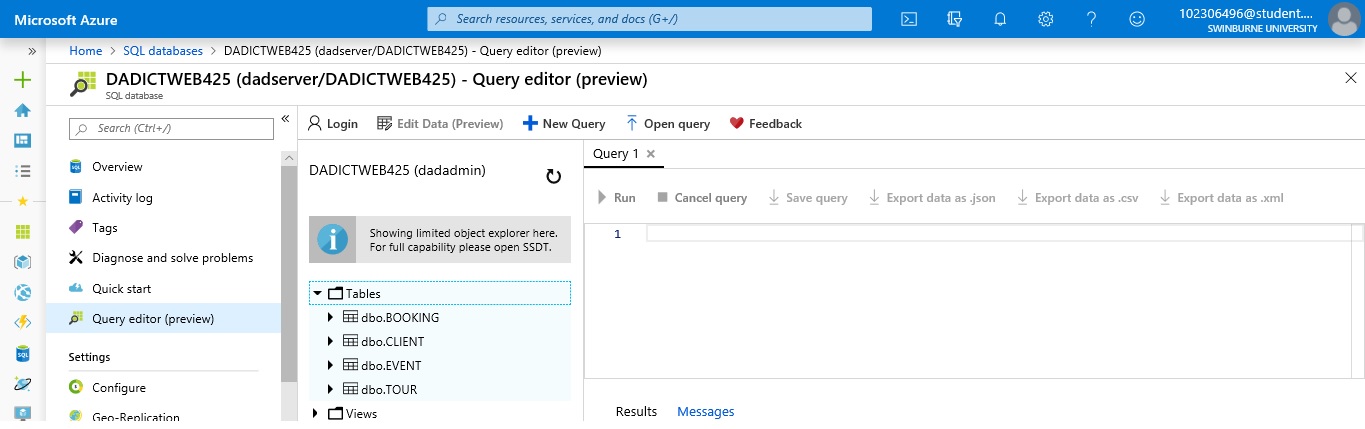 Microsoft Azure
Search resources, services, and docs (G+/)
102306496@student....
SWINBURNE UNIVERSITY
Home > SQL databases > DADICTWEB425 (dadserver/DADICTWEB425) - Query editor (preview)
DADICTWEB425 (dadserver/DADICTWEB425) - Query editor (preview)
SQL database
Search (Ctrl+/)
Overview
Activity log
Tags
Diagnose and solve problems
Quick start
Query editor (preview)
Settings
Configure
Geo-Replication
Login
Edit Data (Preview)
New Query
Open query
Feedback
DADICTWEB425 (dadadmin)
Showing limited object explorer here.
For full capability please open SSDT.
Tables
dbo.BOOKING
dbo.CLIENT
dbo.EVENT
dbo.TOUR
Views
Query 1
Run
Cancel query
Save query
Export data as .json
Export data as .csv
Export data as .xml
1
Results
Messages